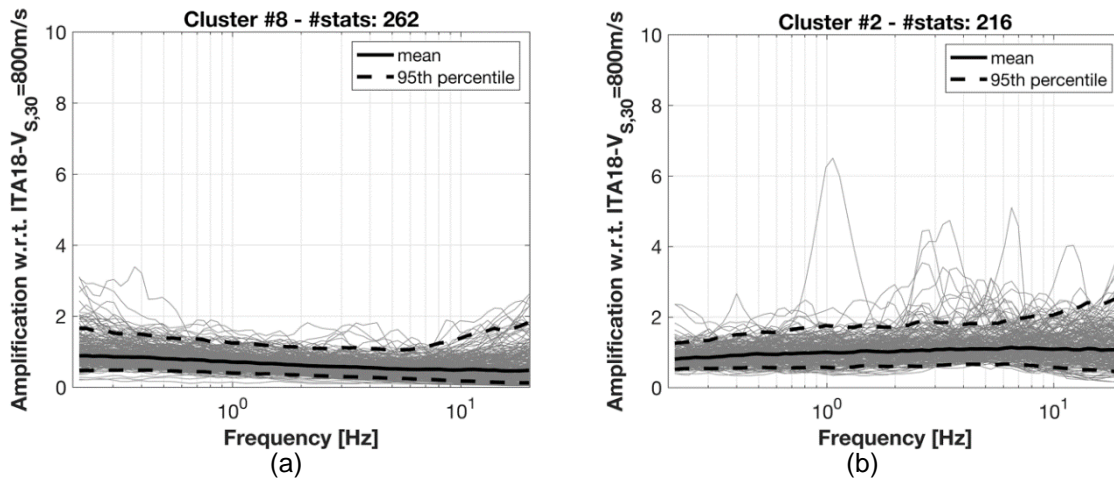 Cluster #8 - #stats: 262
Amplification w.r.t. ITA18-V_S,30=800m/s
10
8
6
4
2
0
mean
95th percentile
10^0
10^1
Frequency [Hz]
(a)
Cluster #2 - #stats: 216
Amplification w.r.t. ITA18-V_S,30=800m/s
10
8
6
4
2
0
mean
95th percentile
10^0
10^1
Frequency [Hz]
(b)